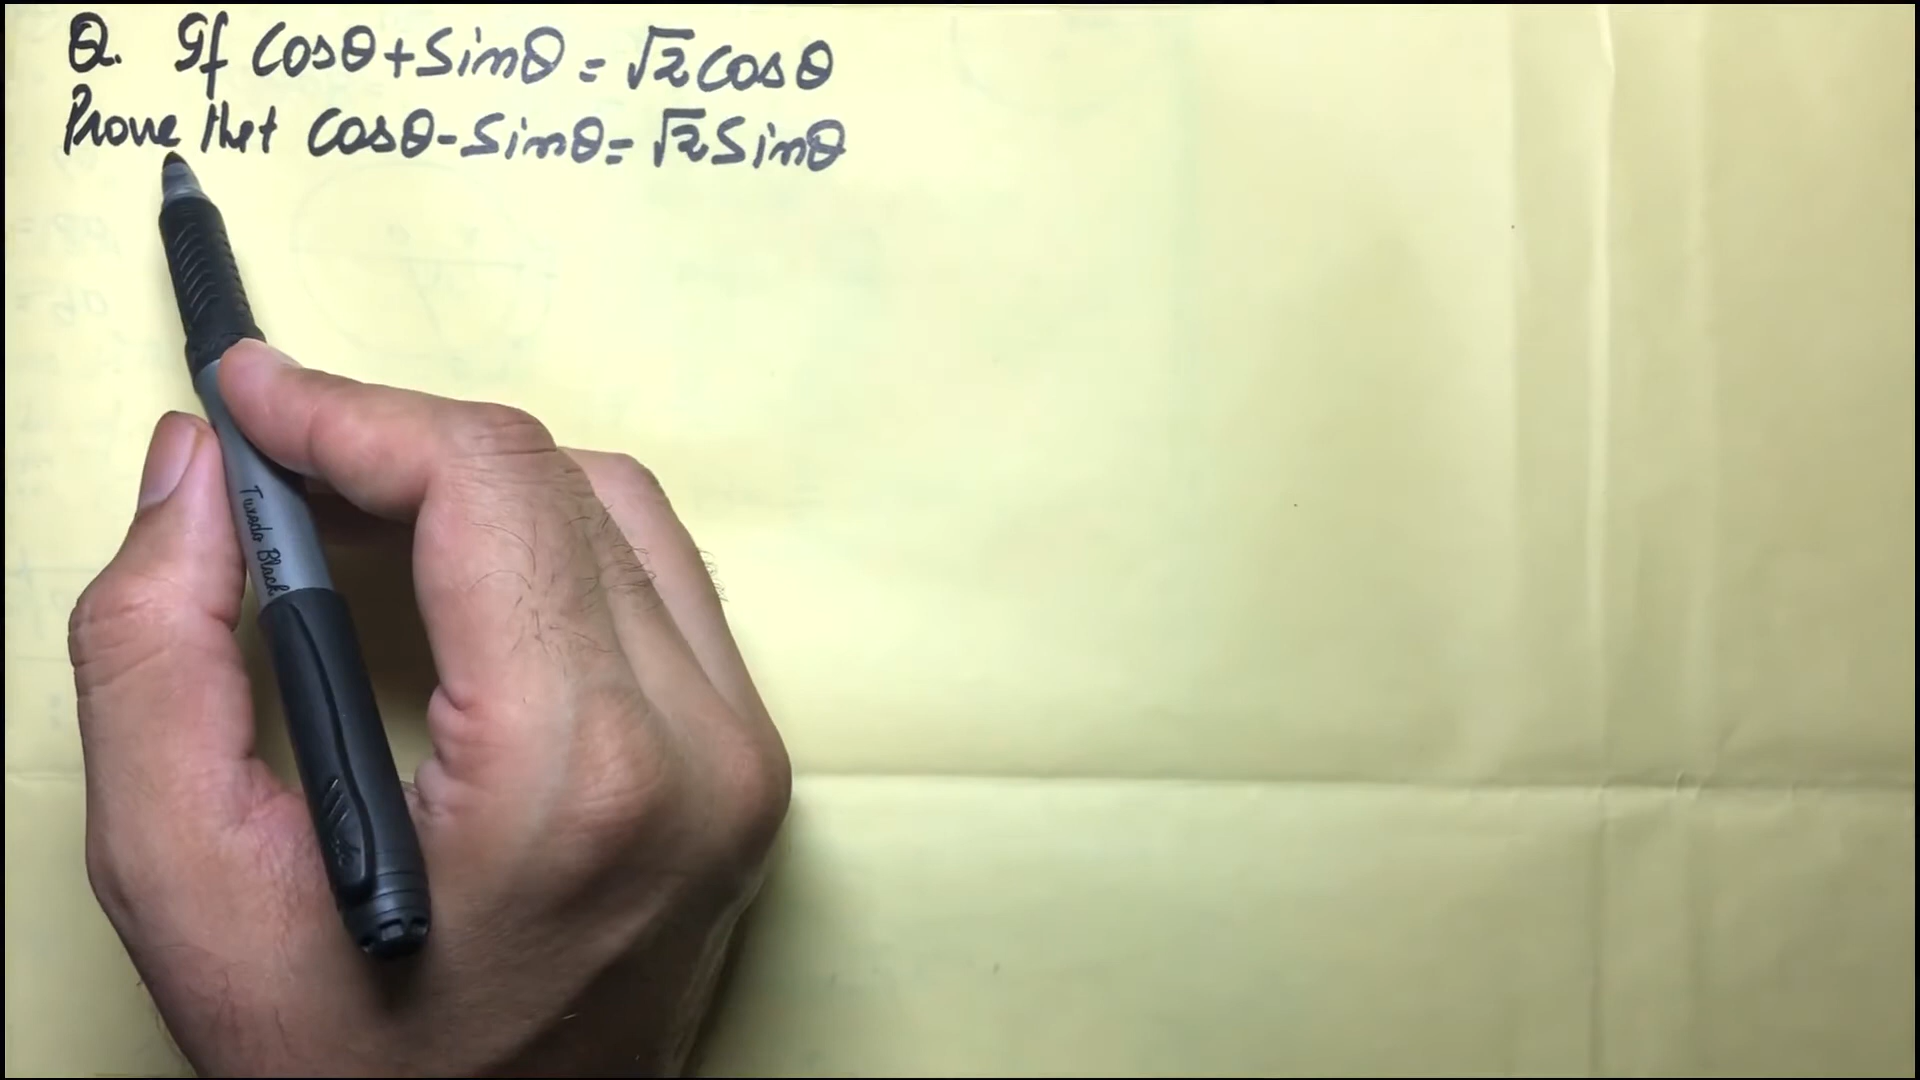 Q. If Cosθ+Sinθ = √2 Cosθ
Prove that Cosθ-Sinθ = √2 Sinθ
Tuxedo Black